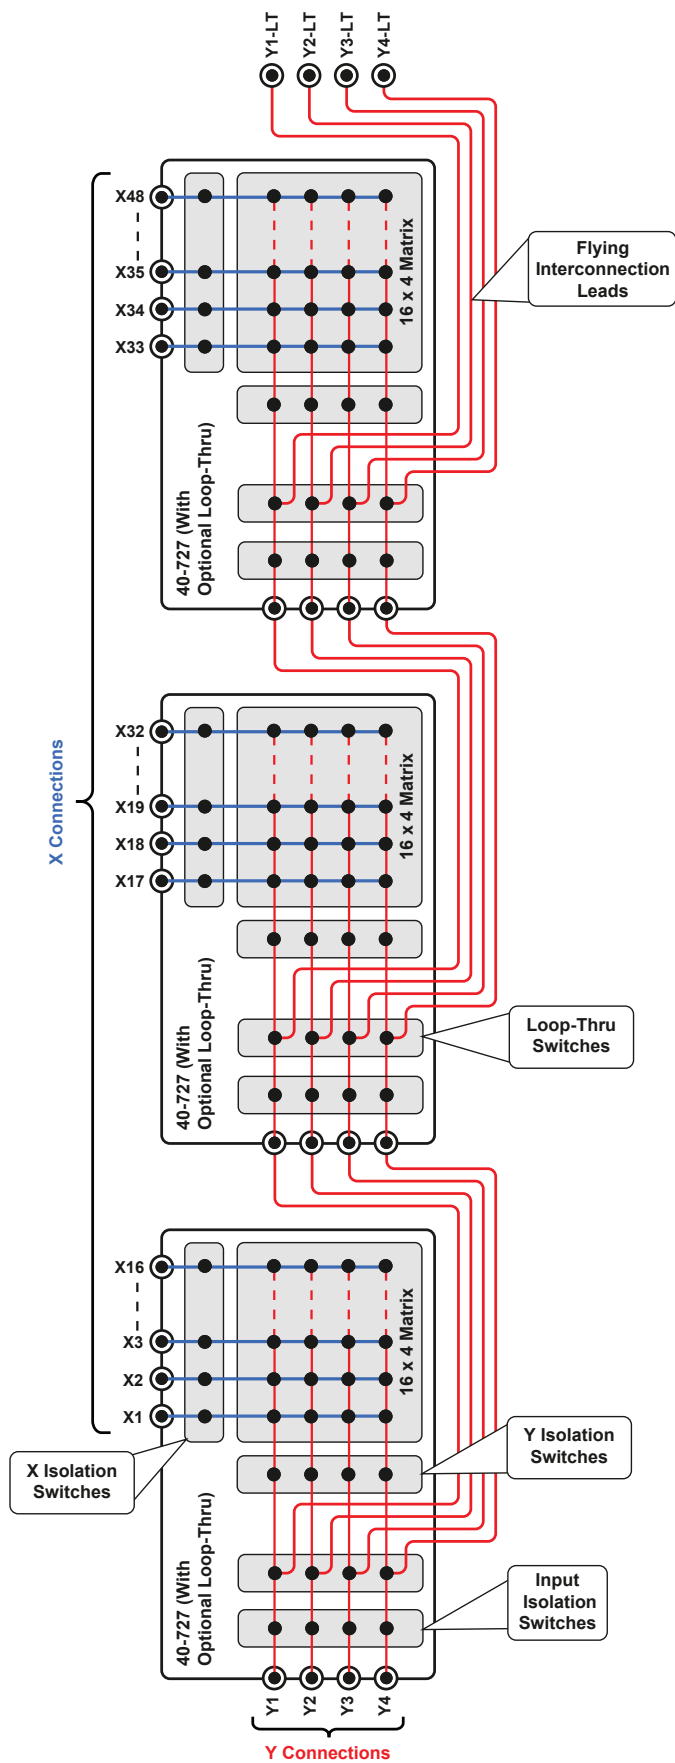 Y1-LT
Y2-LT
Y3-LT
Y4-LT
X48
X35
X34
X33
16 x 4 Matrix
Flying
Interconnection
Leads
40-727 (With
Optional Loop-Thru)
X Connections
X32
X19
X18
X17
16 x 4 Matrix
40-727 (With
Optional Loop-Thru)
Loop-Thru
Switches
X16
X3
X2
X1
16 x 4 Matrix
X Isolation
Switches
Y Isolation
Switches
40-727 (With
Optional Loop-Thru)
Input
Isolation
Switches
Y1
Y2
Y3
Y4
Y Connections